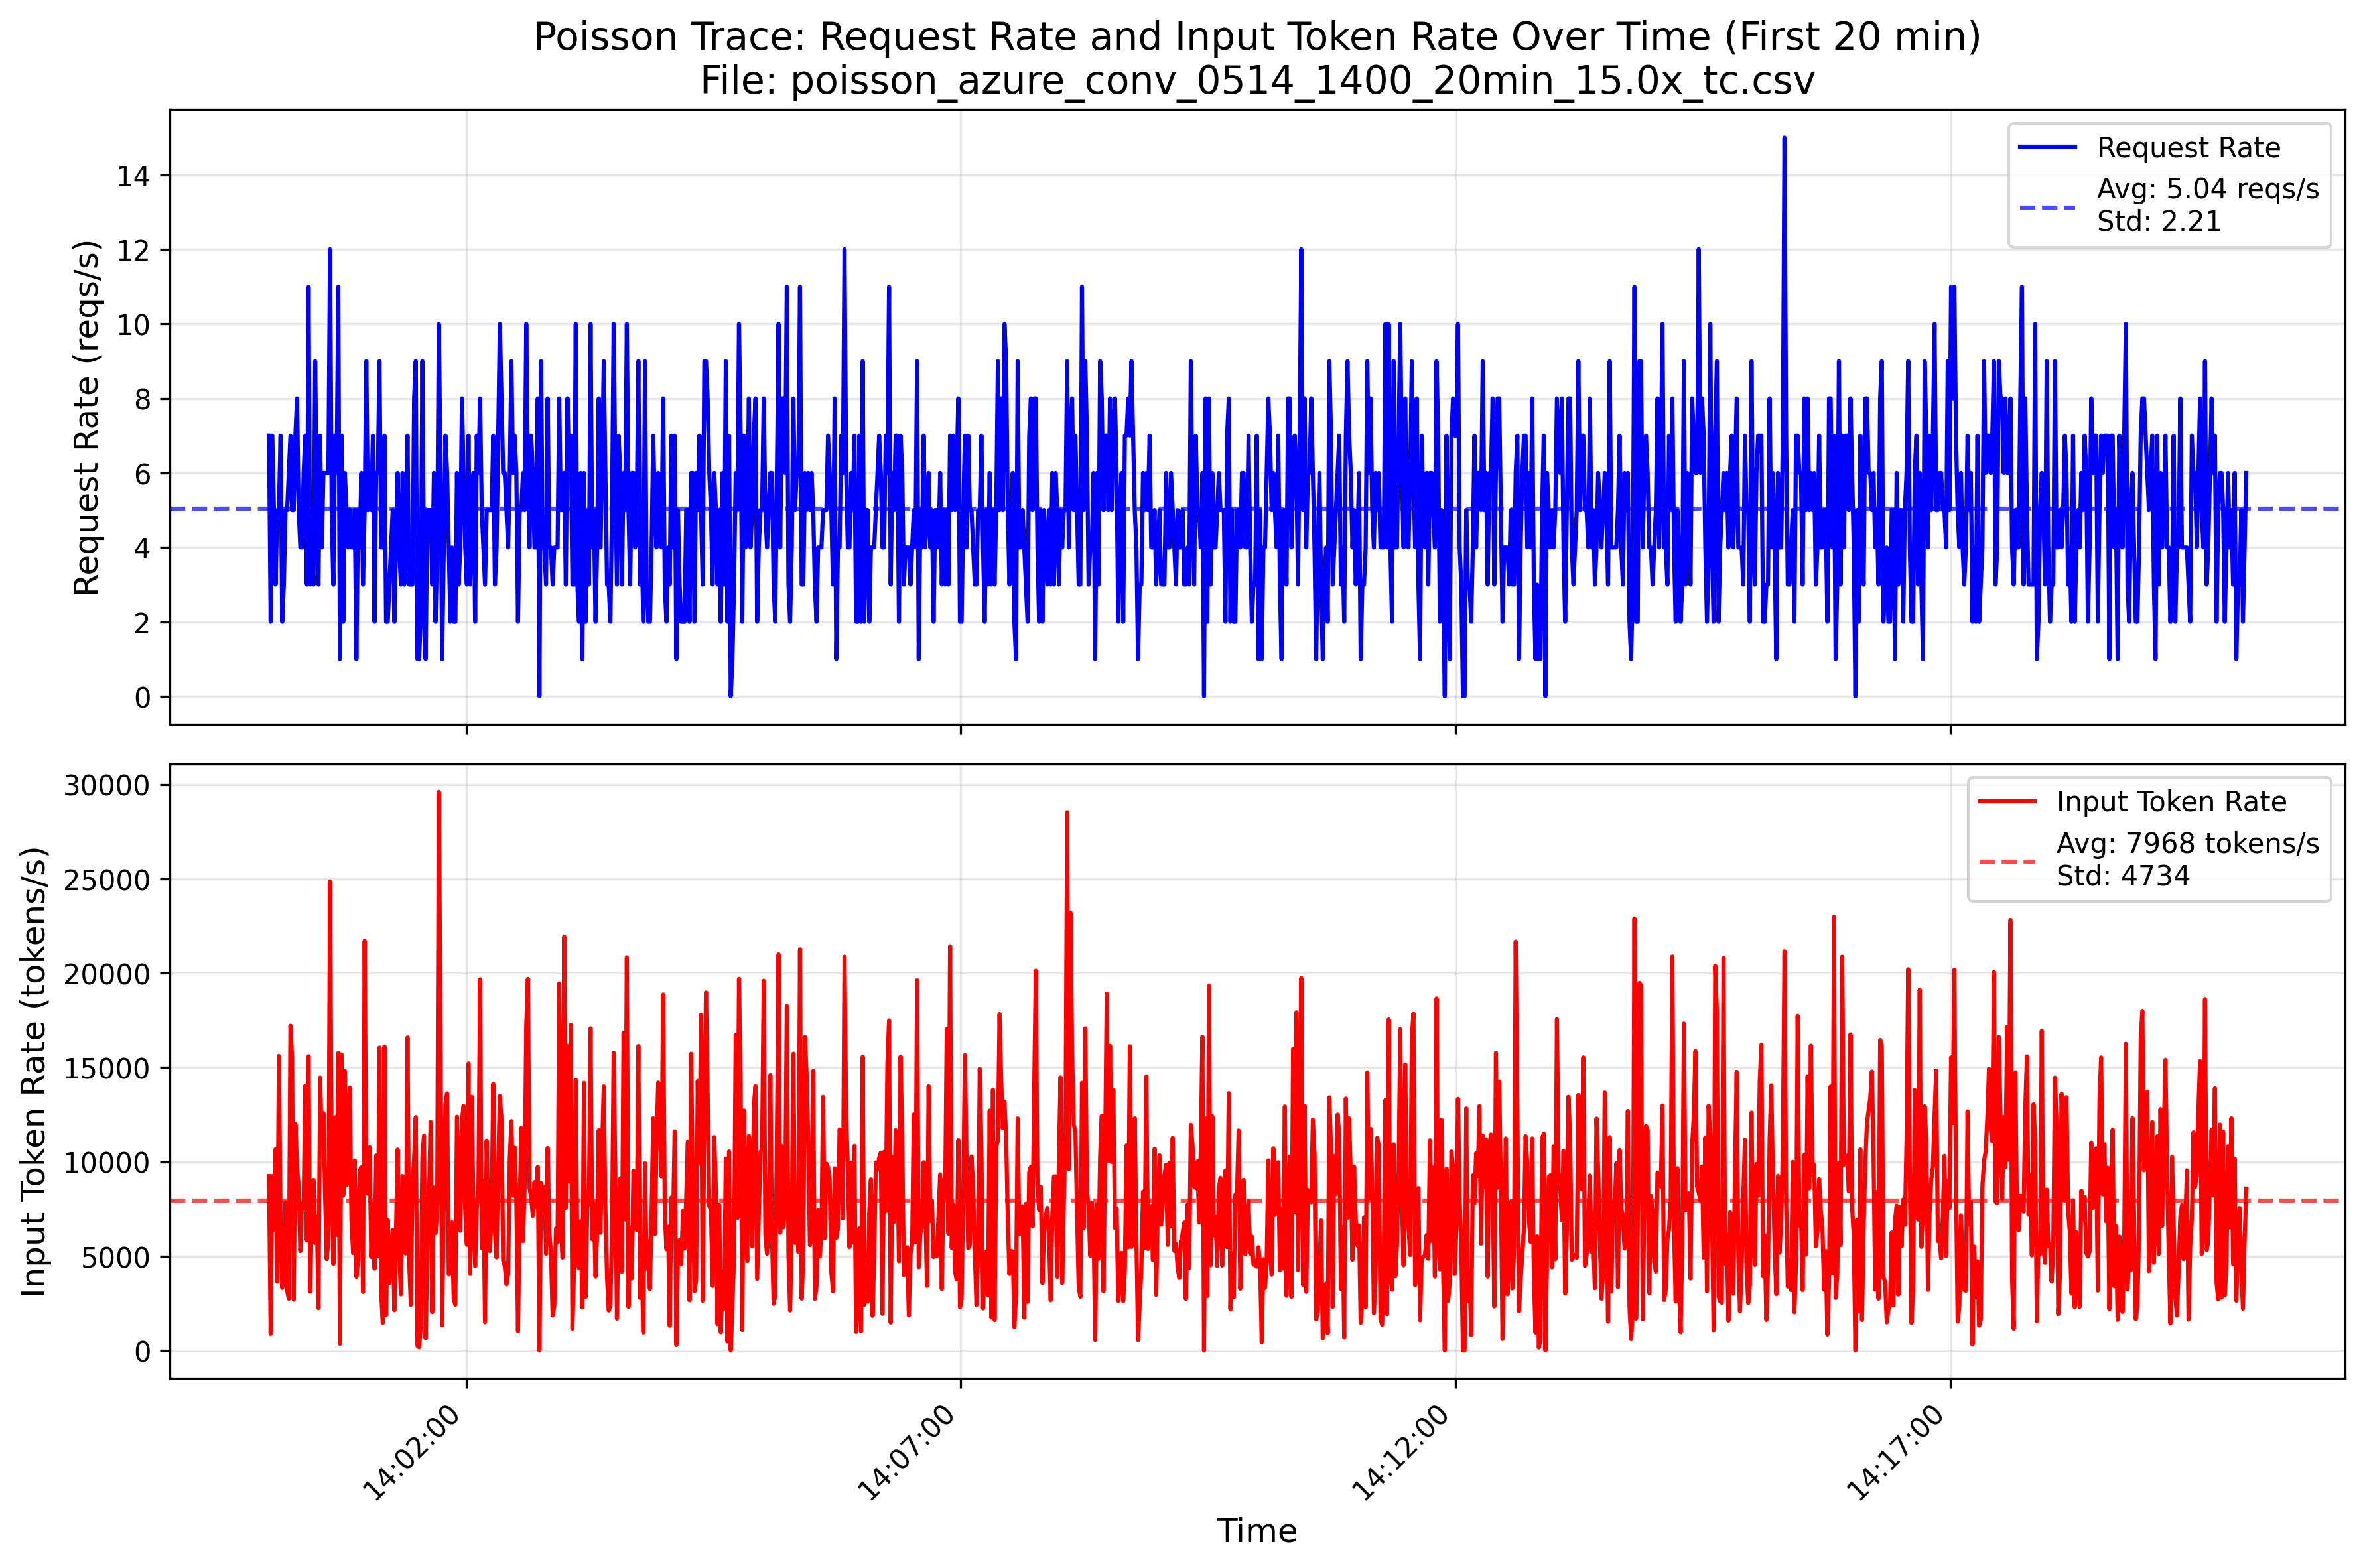 Poisson Trace: Request Rate and Input Token Rate Over Time (First 20 min)
File: poisson_azure_conv_0514_1400_20min_15.0x_tc.csv
Request Rate (reqs/s)
14
12
10
8
6
4
2
0
Request Rate
Avg: 5.04 reqs/s
Std: 2.21
Input Token Rate (tokens/s)
30000
25000
20000
15000
10000
5000
0
Input Token Rate
Avg: 7968 tokens/s
Std: 4734
14:02:00
14:07:00
14:12:00
14:17:00
Time